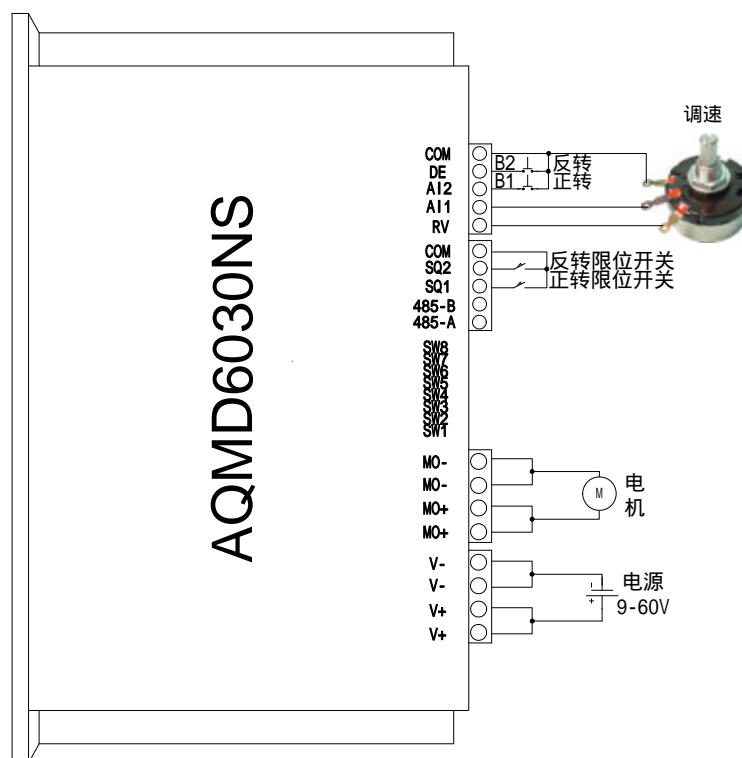 调速
COM
DE
AI2
AI1
RV
B2 反转
B1 正转
COM
SQ2
SQ1
485-B
485-A
反转限位开关
正转限位开关
SW8
SW7
SW6
SW5
SW4
SW3
SW2
SW1
AQMD6030NS
MO-
MO-
MO+
MO+
M
电
机
V-
V-
V+
V+
-
+
电源
9-60V